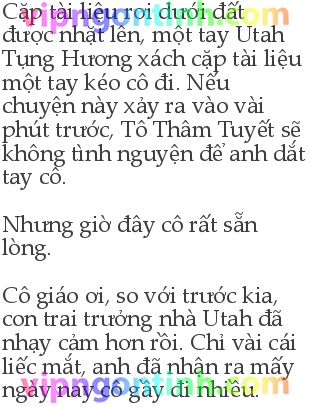 Cặp tài liệu rơi dưới đất
được nhặt lên, một tay Utah
Tụng Hương xách cặp tài liệu
một tay kéo cô đi. Nếu
chuyện này xảy ra vào vài
phút trước, Tô Thâm Tuyết sẽ
không tình nguyện để anh dắt
tay cô.
Nhưng giờ đây cô rất sẵn
lòng.
Cô giáo ơi, so với trước kia,
con trai trưởng nhà Utah đã
nhạy cảm hơn rồi. Chỉ vài cái
liếc mắt, anh đã nhận ra mấy
ngày nay cô gầy đi nhiều.
vipngontinh.com
vipngontinh.com